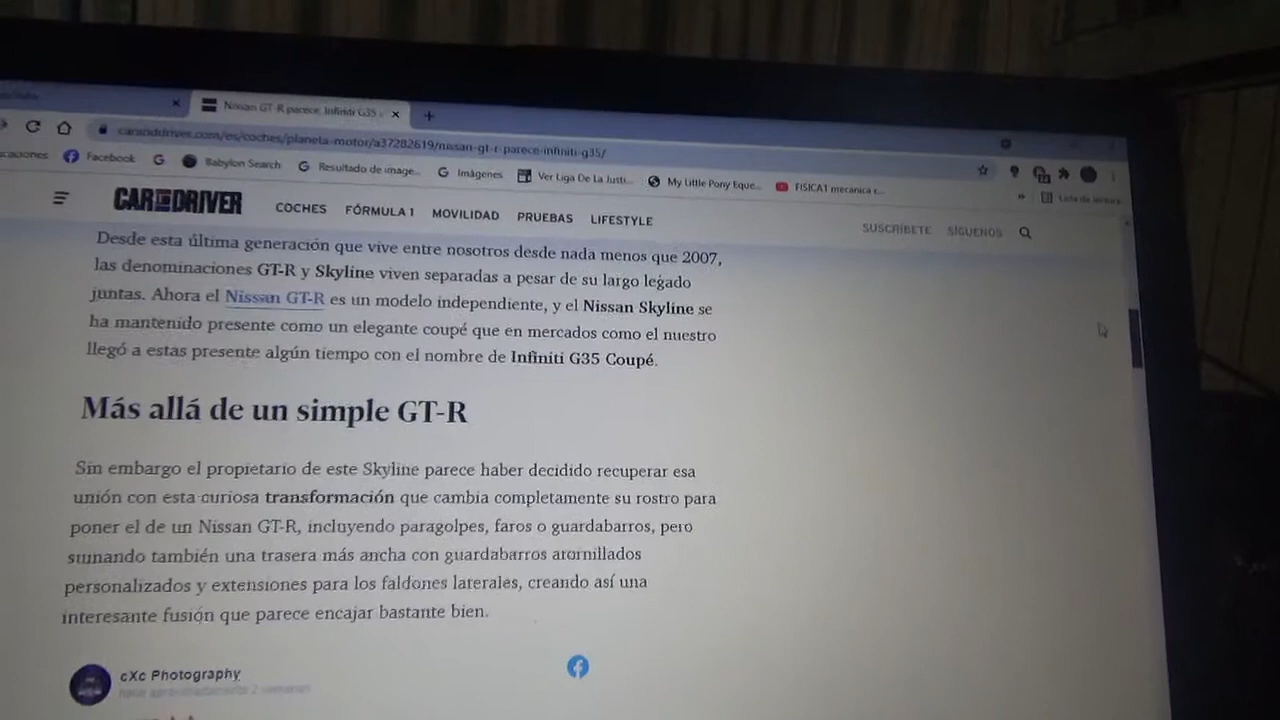 Nissan GT-R parece, Infiniti G35
caranddriver.com/es/coches/planeta-motor/a37282619/nissan-gt-r-parece-infiniti-g35/
Facebook Babylon Search Resultado de image... Imágenes Ver Liga De La Justi... My Little Pony Eque... FISICA1 mecanica c...
Lista de lectura
CAR AND DRIVER COCHES FÓRMULA 1 MOVILIDAD PRUEBAS LIFESTYLE SUSCRÍBETE SÍGUENOS
Desde esta última generación que vive entre nosotros desde nada menos que 2007,
las denominaciones GT-R y Skyline viven separadas a pesar de su largo legado
juntas. Ahora el Nissan GT-R es un modelo independiente, y el Nissan Skyline se
ha mantenido presente como un elegante coupé que en mercados como el nuestro
llegó a estas presente algún tiempo con el nombre de Infiniti G35 Coupé.
Más allá de un simple GT-R
Sin embargo el propietario de este Skyline parece haber decidido recuperar esa
unión con esta curiosa transformación que cambia completamente su rostro para
poner el de un Nissan GT-R, incluyendo paragolpes, faros o guardabarros, pero
sumando también una trasera más ancha con guardabarros atornillados
personalizados y extensiones para los faldones laterales, creando así una
interesante fusión que parece encajar bastante bien.
cXc Photography
hace aproximadamente 2 semanas